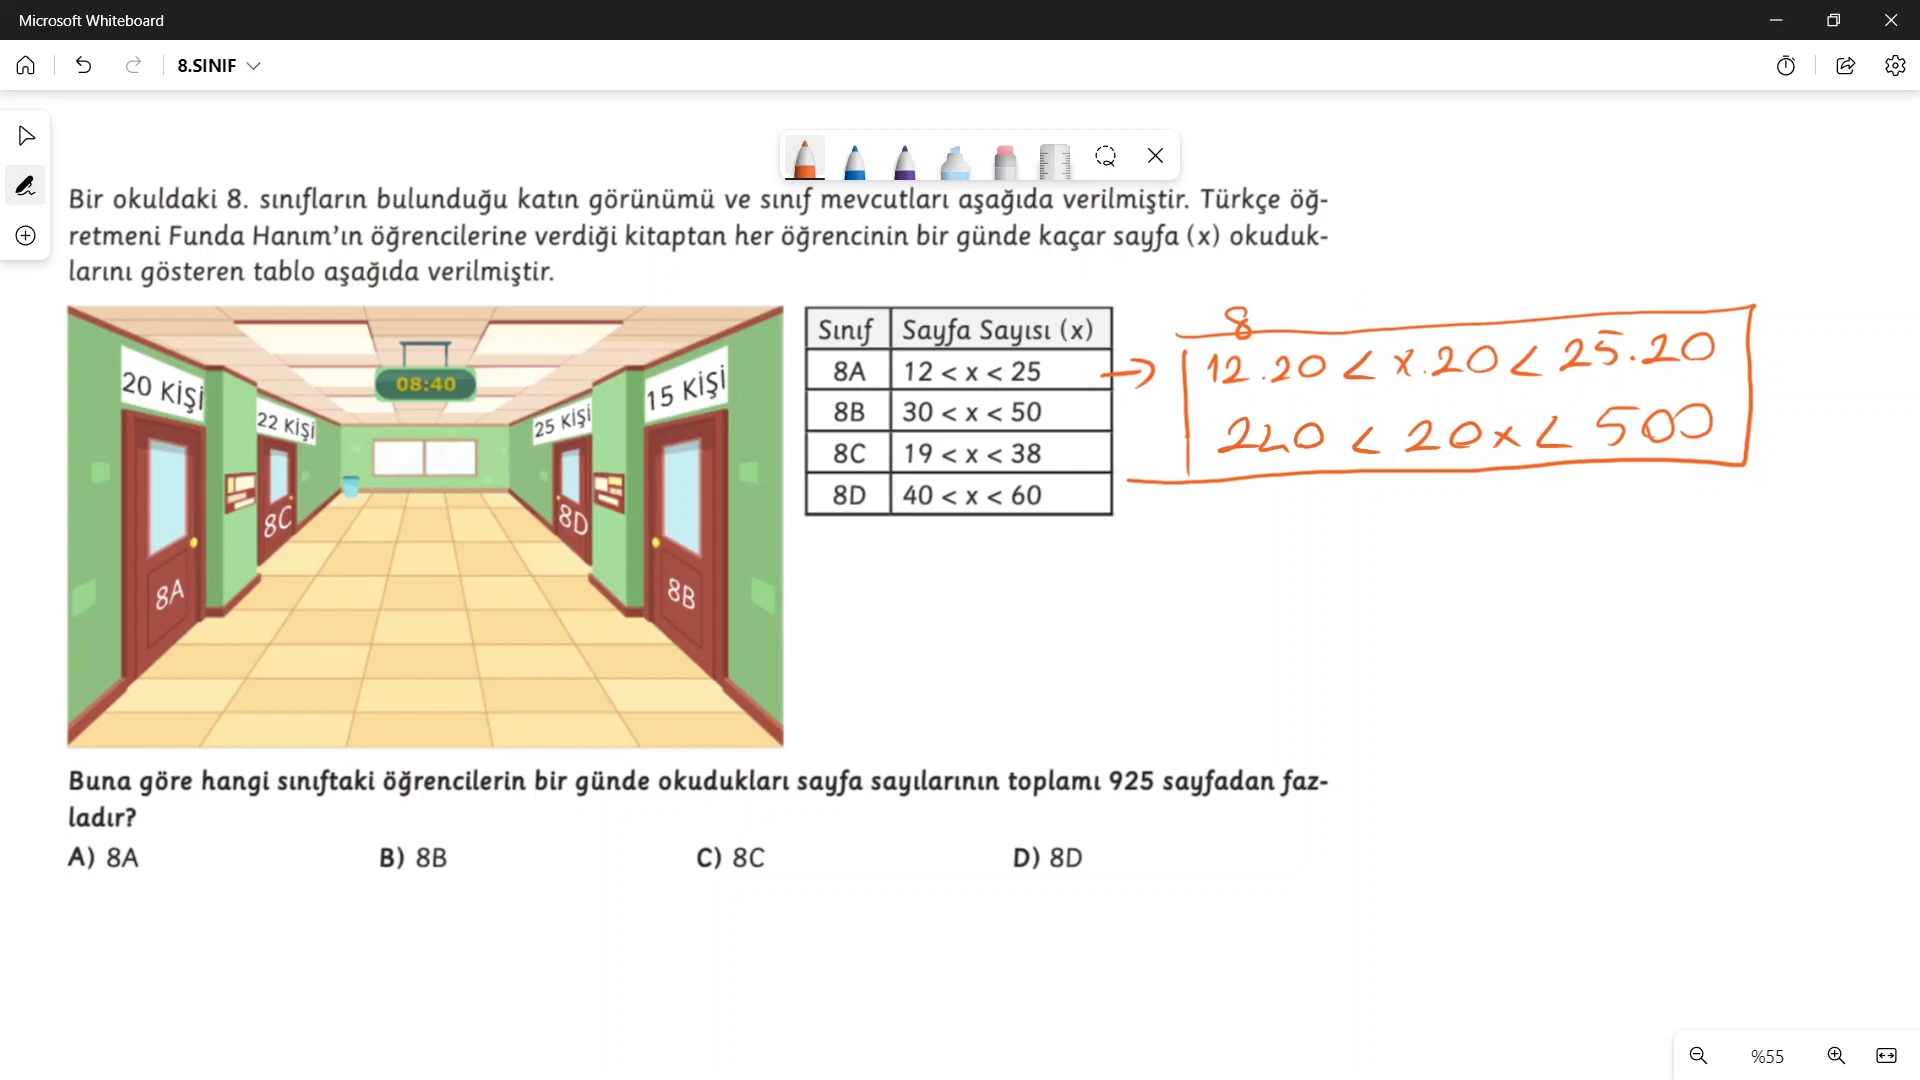 Microsoft Whiteboard
8.SINIF
Bir okuldaki 8. sınıfların bulunduğu katın görünümü ve sınıf mevcutları aşağıda verilmiştir. Türkçe öğ-
retmeni Funda Hanım'ın öğrencilerine verdiği kitaptan her öğrencinin bir günde kaçar sayfa (x) okuduk-
larını gösteren tablo aşağıda verilmiştir.
20 KİŞİ
22 KİŞİ
08:40
25 KİŞİ
15 KİŞİ
8A
8C
8D
8B
Sınıf Sayfa Sayısı (x)
8A 12 < x < 25
8B 30 < x < 50
8C 19 < x < 38
8D 40 < x < 60
8
12.20 < x.20 < 25.20
220 < 20x < 500
Buna göre hangi sınıftaki öğrencilerin bir günde okudukları sayfa sayılarının toplamı 925 sayfadan faz-
ladır?
A) 8A B) 8B C) 8C D) 8D
%55